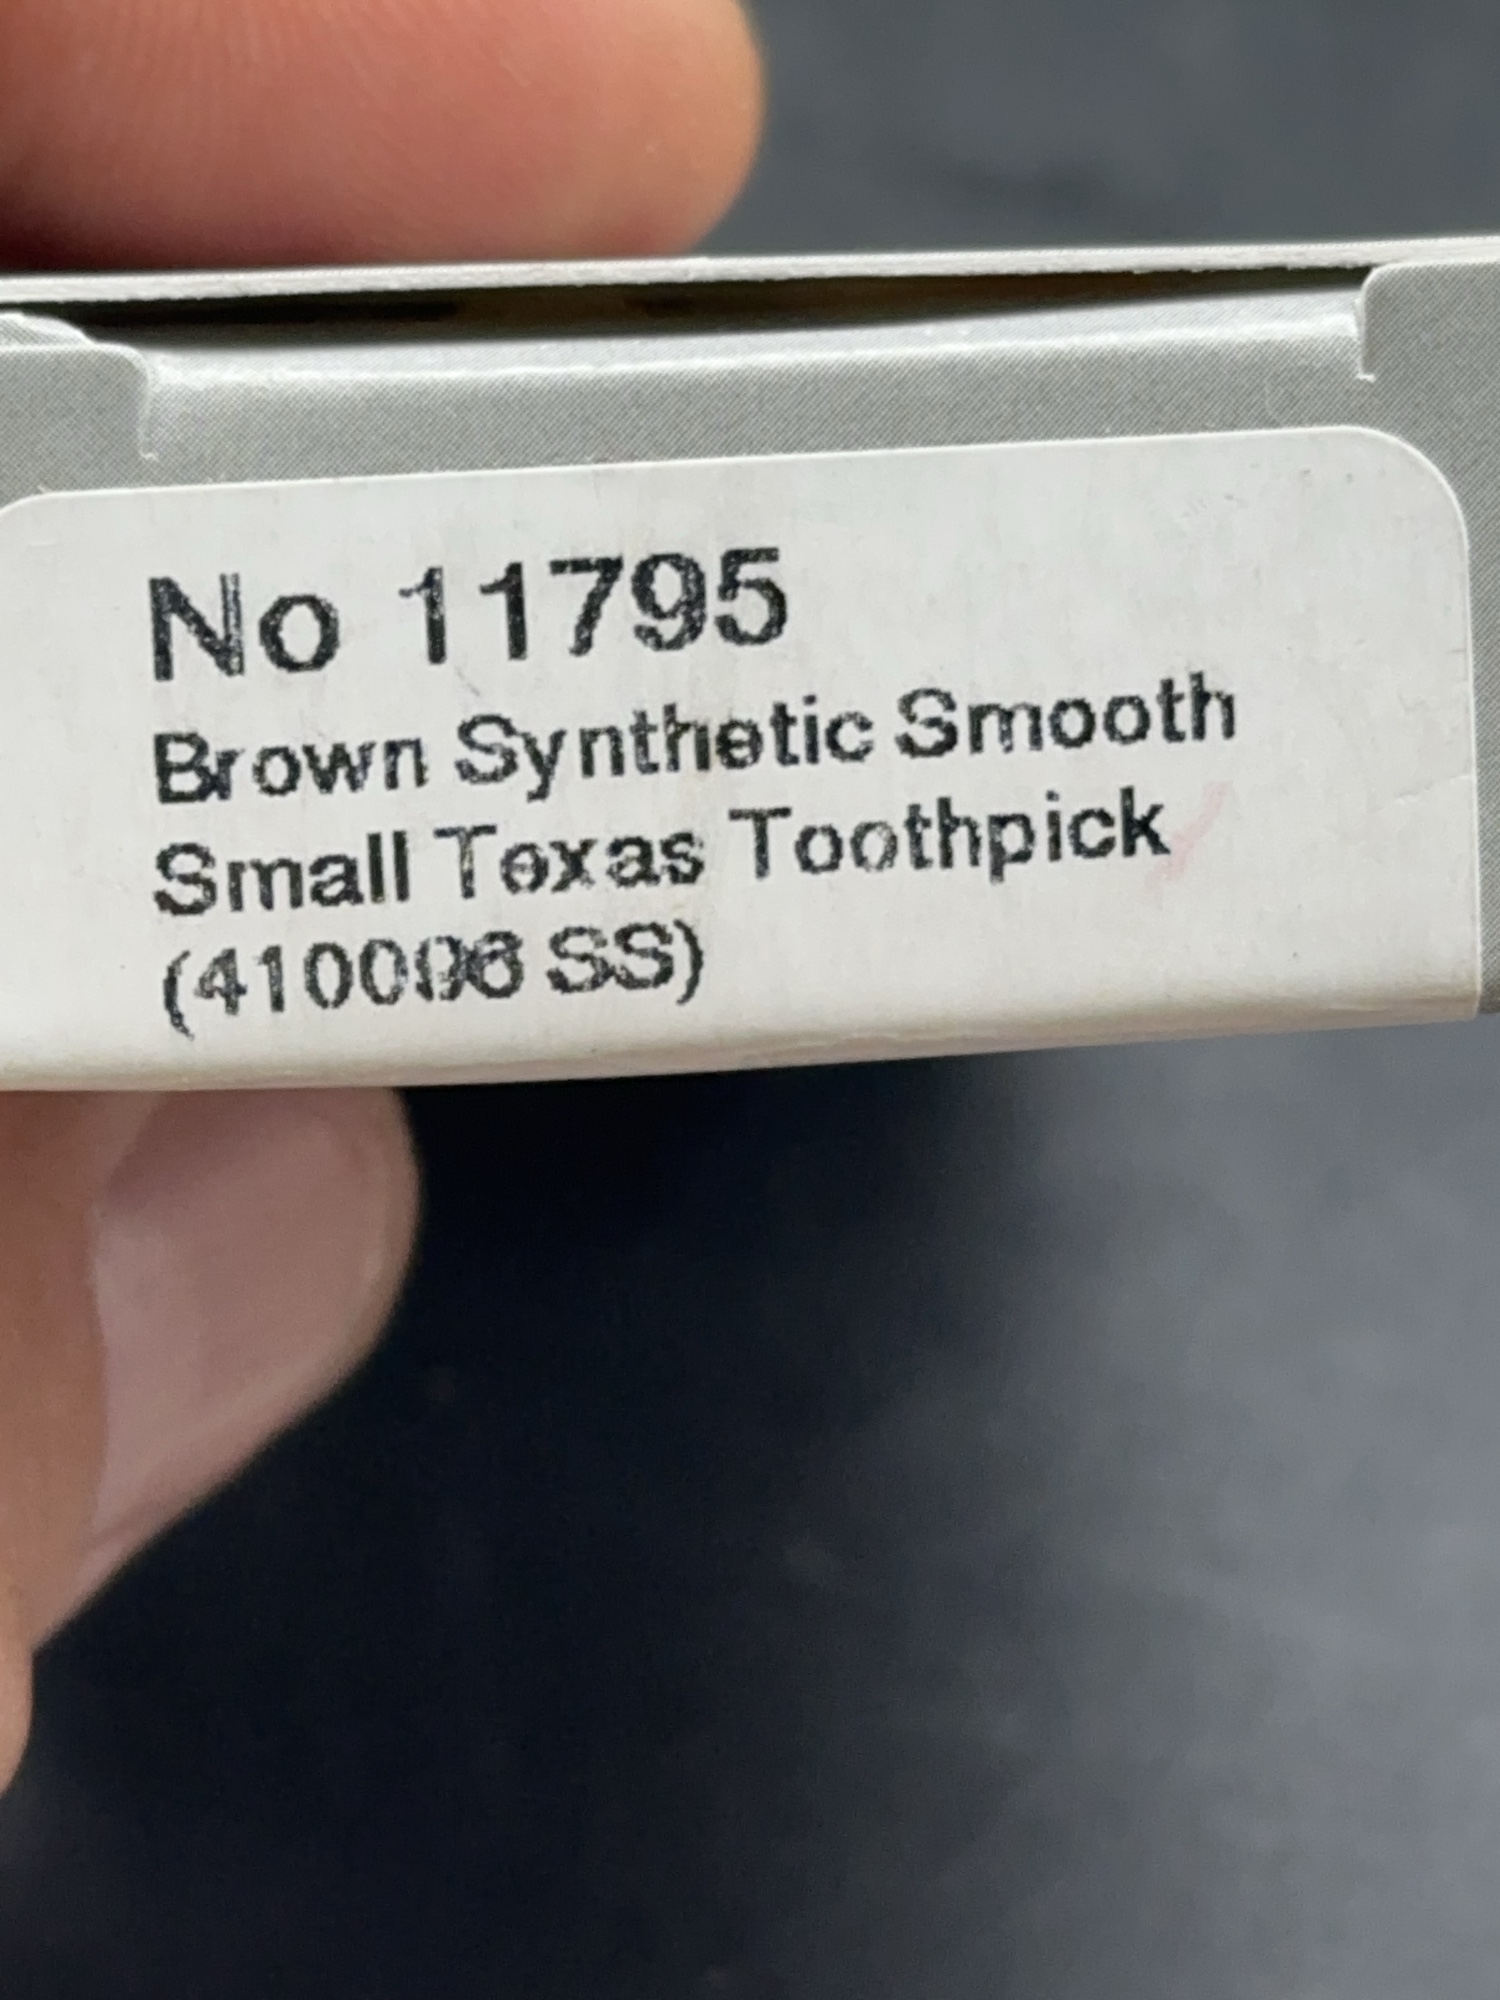 No 11795
Brown Synthetic Smooth
Small Texas Toothpick
(410096 SS)